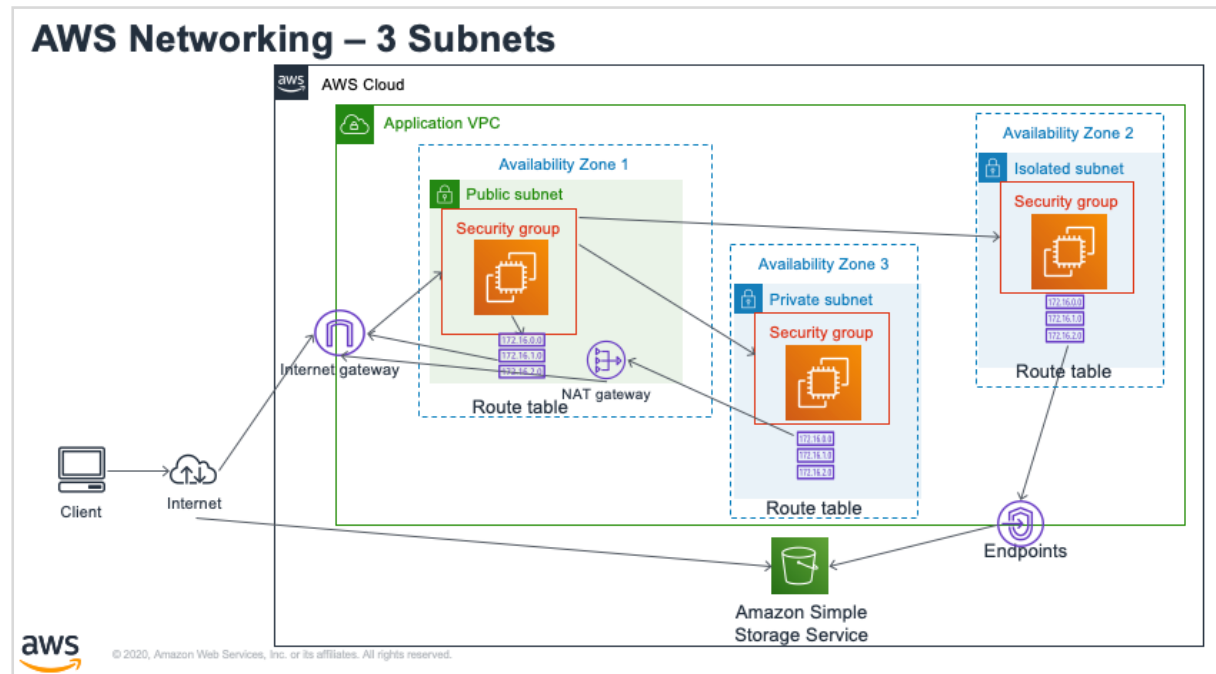 AWS Networking – 3 Subnets
aws
AWS Cloud
Application VPC
Availability Zone 1
Public subnet
Security group
172.16.0.0
172.16.1.0
172.16.2.0
Route table
NAT gateway
Internet gateway
Availability Zone 2
Isolated subnet
Security group
172.16.0.0
172.16.1.0
172.16.2.0
Route table
Availability Zone 3
Private subnet
Security group
172.16.0.0
172.16.1.0
172.16.2.0
Route table
Client
Internet
Endpoints
Amazon Simple
Storage Service
aws
© 2020, Amazon Web Services, Inc. or its affiliates. All rights reserved.